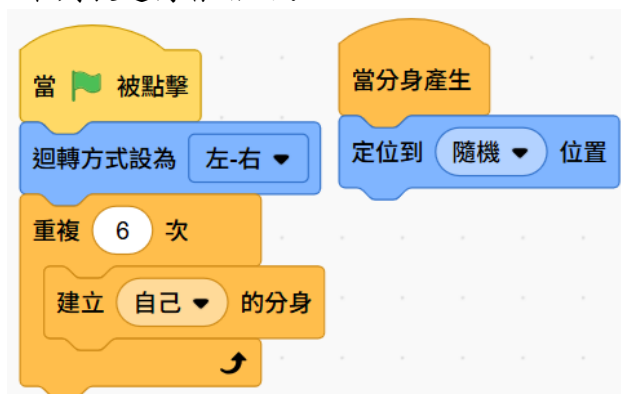 當 被點擊
迴轉方式設為 左-右
重複 6 次
建立 自己 的分身
當分身產生
定位到 隨機 位置